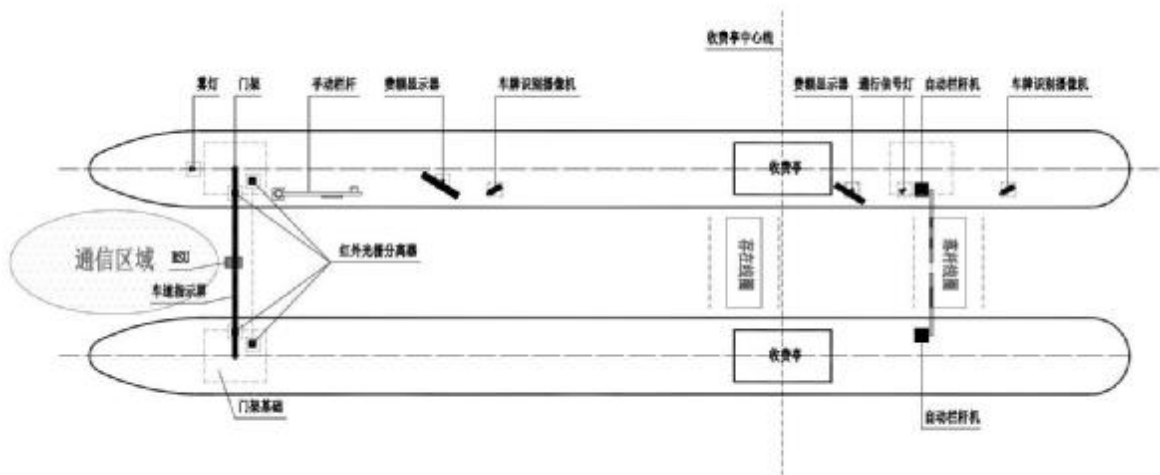 收费亭中心线
雾灯
门架
手动栏杆
费额显示器
车牌识别摄像机
费额显示器
通行信号灯
自动栏杆机
车牌识别摄像机
收费亭
通信区域
RSU
红外光栅分离器
车道指示屏
存在线圈
落杆线圈
收费亭
门架基础
自动栏杆机